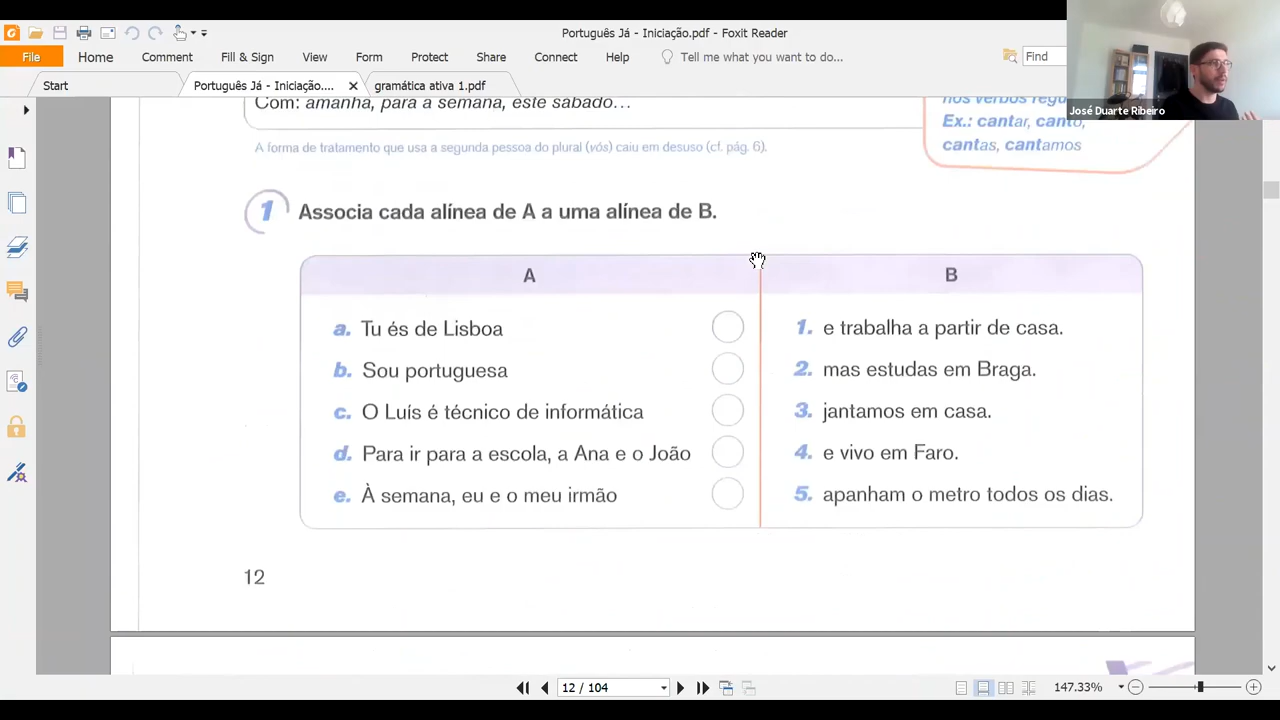 Português Já - Iniciação.pdf - Foxit Reader
File Home Comment Fill & Sign View Form Protect Share Connect Help Tell me what you want to do... Find
Start Português Já - Iniciação.... gramática ativa 1.pdf
José Duarte Ribeiro
Com: amanhã, para a semana, este sábado...
nos verbos regu
Ex.: cantar, canto,
cantas, cantamos
A forma de tratamento que usa a segunda pessoa do plural (vós) caiu em desuso (cf. pág. 6).
1 Associa cada alínea de A a uma alínea de B.
A B
a. Tu és de Lisboa 1. e trabalha a partir de casa.
b. Sou portuguesa 2. mas estudas em Braga.
c. O Luís é técnico de informática 3. jantamos em casa.
d. Para ir para a escola, a Ana e o João 4. e vivo em Faro.
e. À semana, eu e o meu irmão 5. apanham o metro todos os dias.
12
12 / 104 147.33%